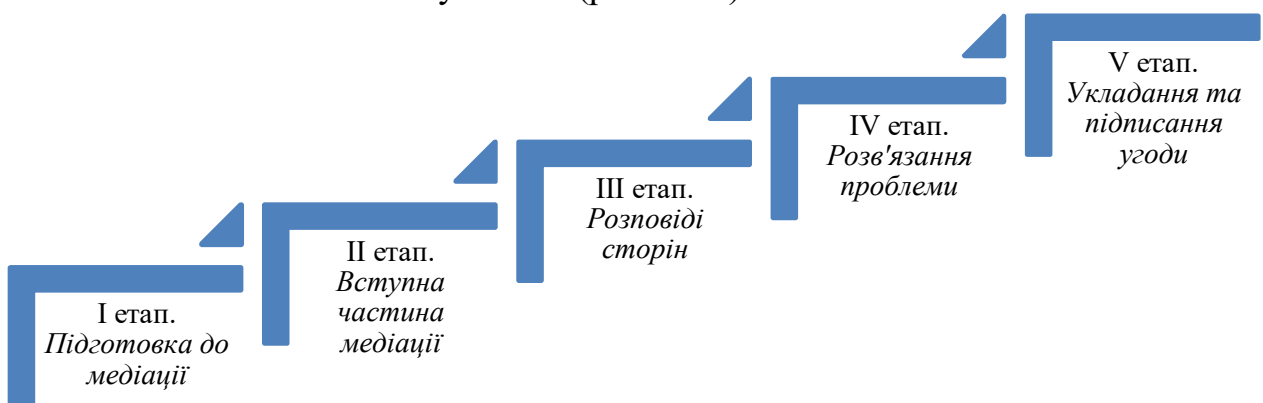 I етап.
Підготовка до
медіації
II етап.
Вступна
частина
медіації
III етап.
Розповіді
сторін
IV етап.
Розв'язання
проблеми
V етап.
Укладання та
підписання
угоди